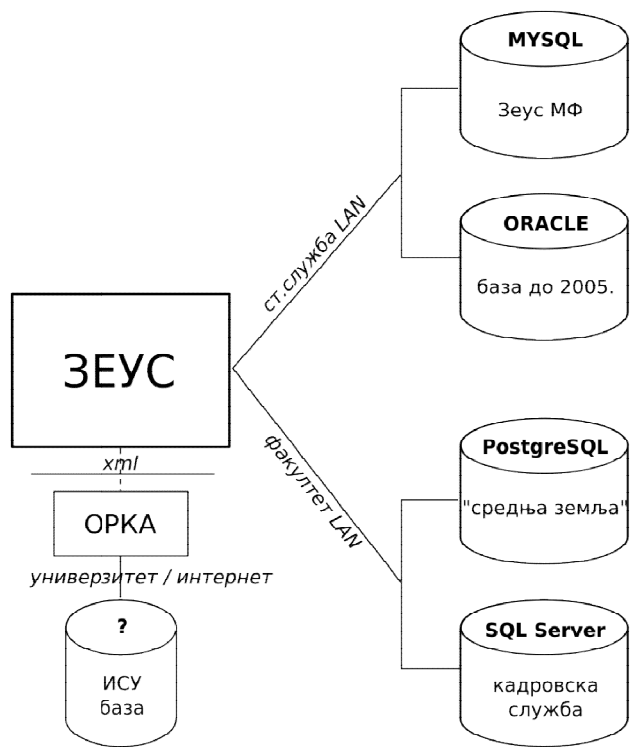 MYSQL
Зеус МФ
ст.служба LAN
ORACLE
база до 2005.
ЗЕУС
xml
факултет LAN
PostgreSQL
"средња земља"
ОРКА
универзитет / интернет
?
ИСУ
база
SQL Server
кадровска
служба